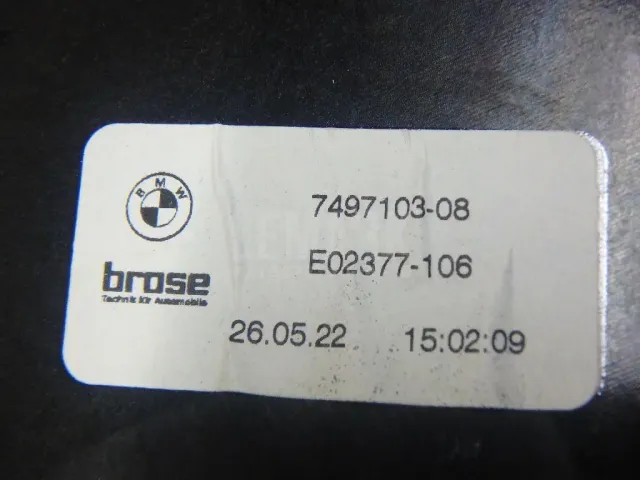 BMW
7497103-08
brose
Technik für Automobile
E02377-106
26.05.22 15:02:09